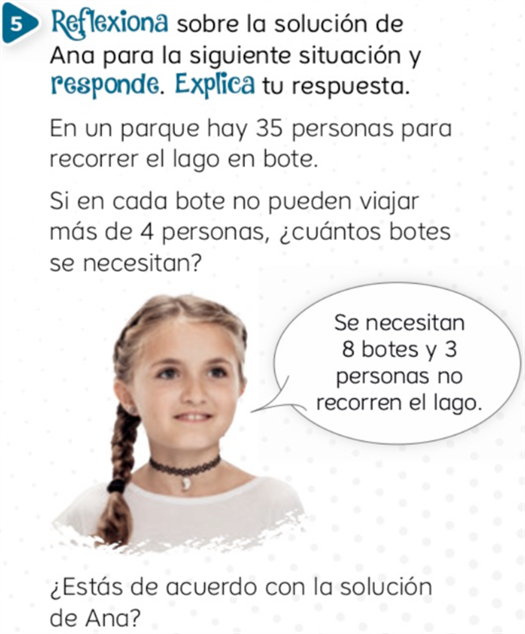 5 Reflexiona sobre la solución de
Ana para la siguiente situación y
responde. Explica tu respuesta.
En un parque hay 35 personas para
recorrer el lago en bote.
Si en cada bote no pueden viajar
más de 4 personas, ¿cuántos botes
se necesitan?
Se necesitan
8 botes y 3
personas no
recorren el lago.
¿Estás de acuerdo con la solución
de Ana?